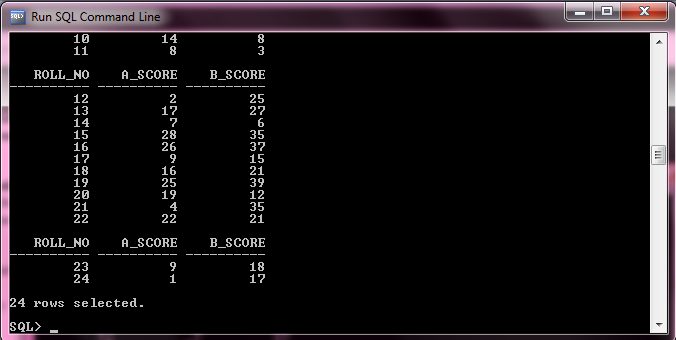 SQL> Run SQL Command Line
10 14 8
11 8 3
ROLL_NO A_SCORE B_SCORE
---------- ---------- ----------
12 2 25
13 17 27
14 7 6
15 28 35
16 26 37
17 9 15
18 16 21
19 25 39
20 19 12
21 4 35
22 22 21
ROLL_NO A_SCORE B_SCORE
---------- ---------- ----------
23 9 18
24 1 17
24 rows selected.
SQL> _